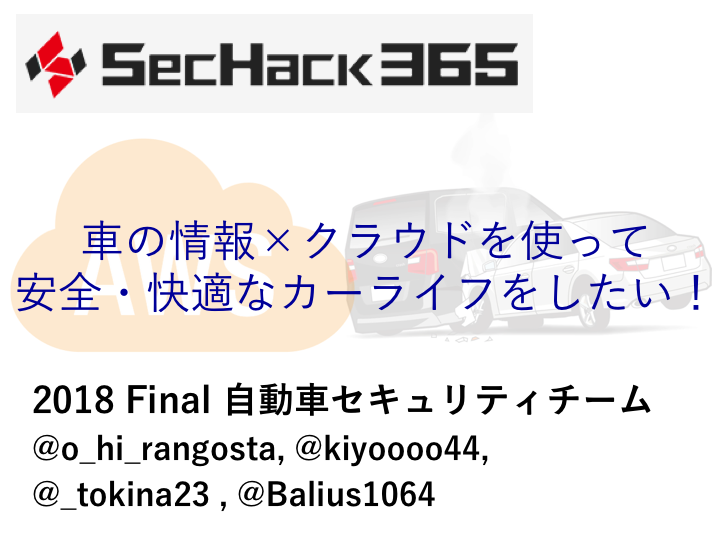 SecHack365
AWS
車の情報×クラウドを使って
安全・快適なカーライフをしたい！
2018 Final 自動車セキュリティチーム
@o_hi_rangosta, @kiyoooo44,
@_tokina23 , @Balius1064